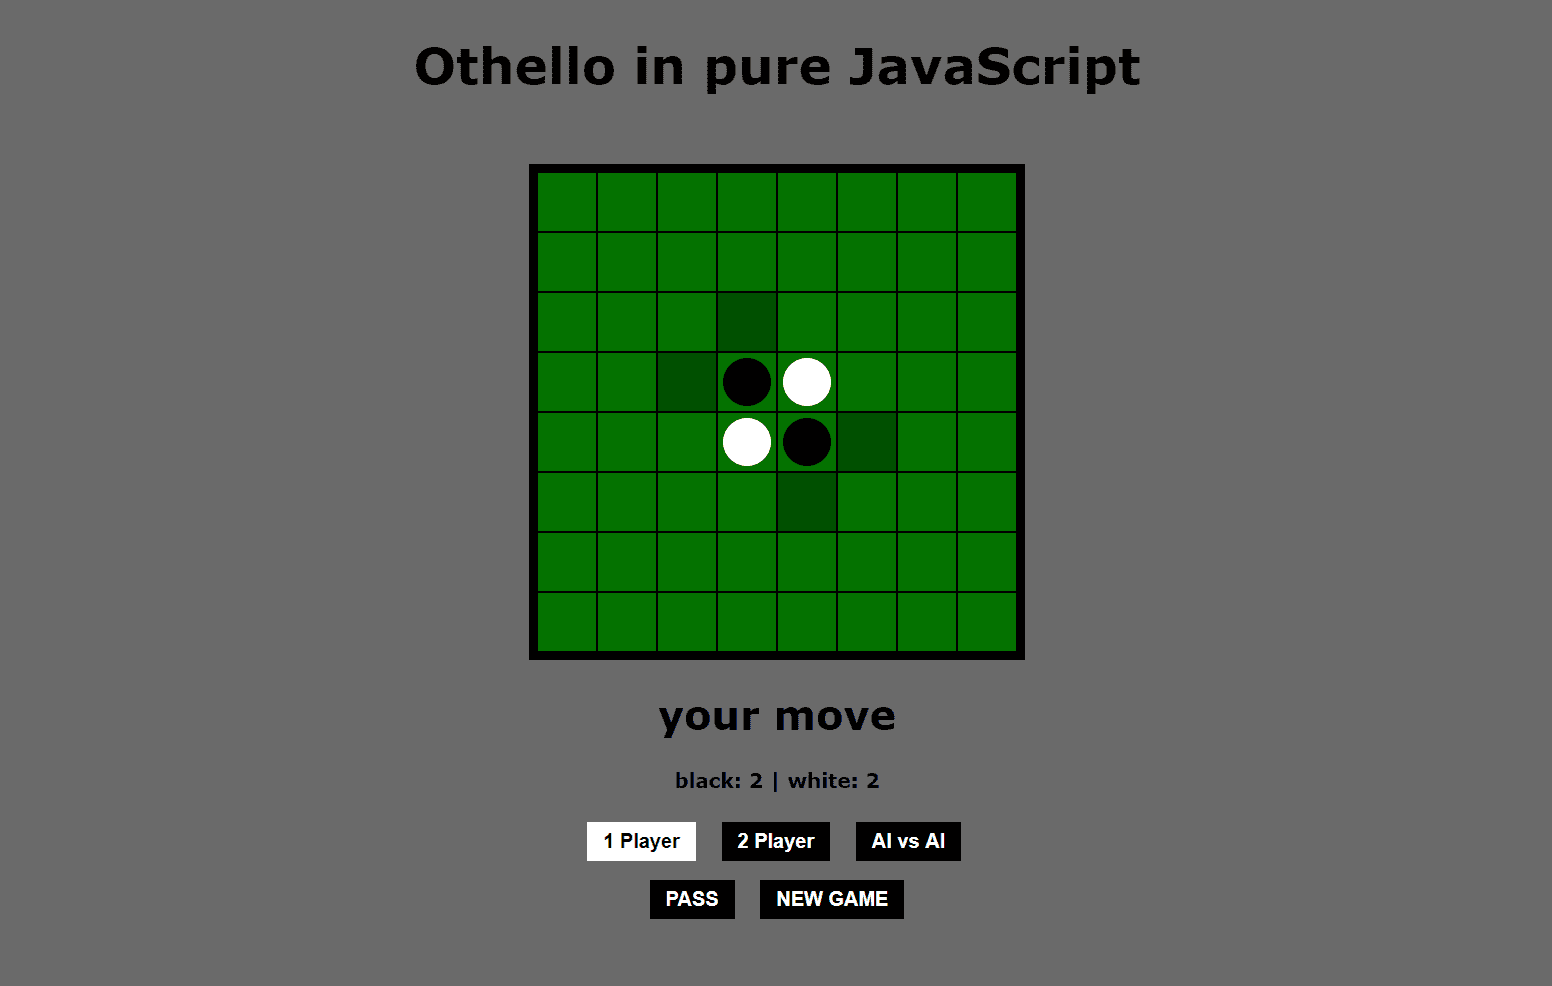 Othello in pure JavaScript
your move
black: 2 | white: 2
1 Player 2 Player AI vs AI
PASS NEW GAME